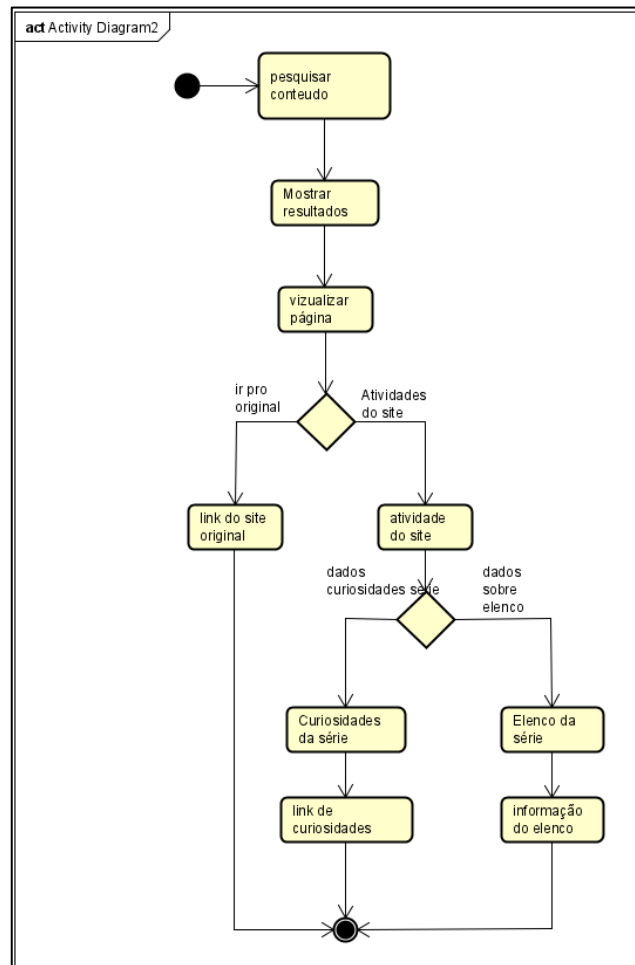 act Activity Diagram2
pesquisar
conteudo
Mostrar
resultados
vizualizar
página
ir pro
original
Atividades
do site
link do site
original
atividade
do site
dados
curiosidades série
dados
sobre
elenco
Curiosidades
da série
Elenco da
série
link de
curiosidades
informação
do elenco